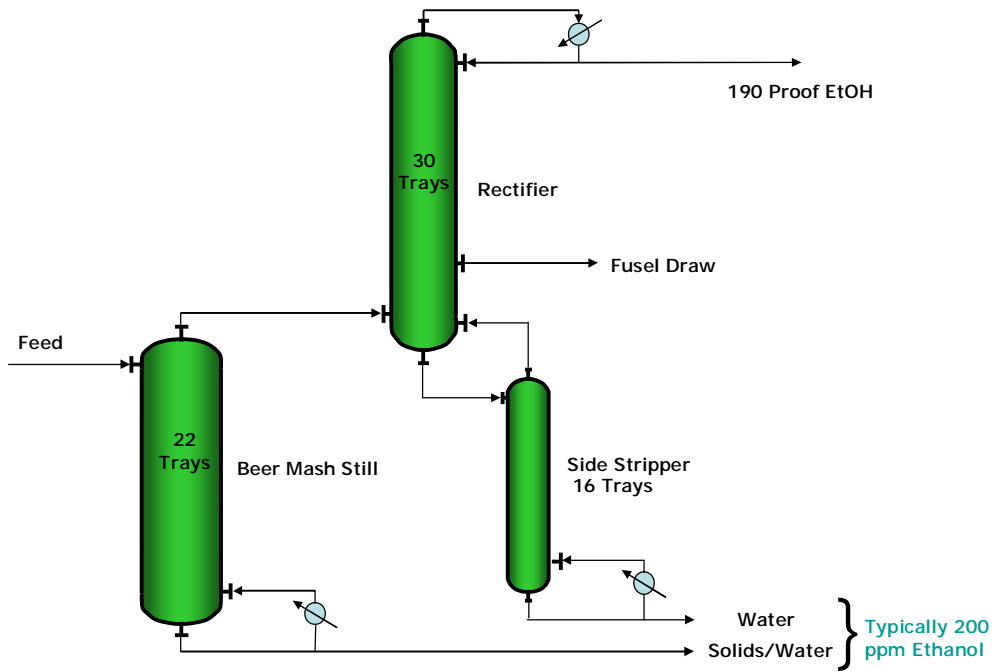 190 Proof EtOH
30
Trays
Rectifier
Fusel Draw
Feed
22
Trays
Beer Mash Still
Side Stripper
16 Trays
Water
Solids/Water
Typically 200
ppm Ethanol